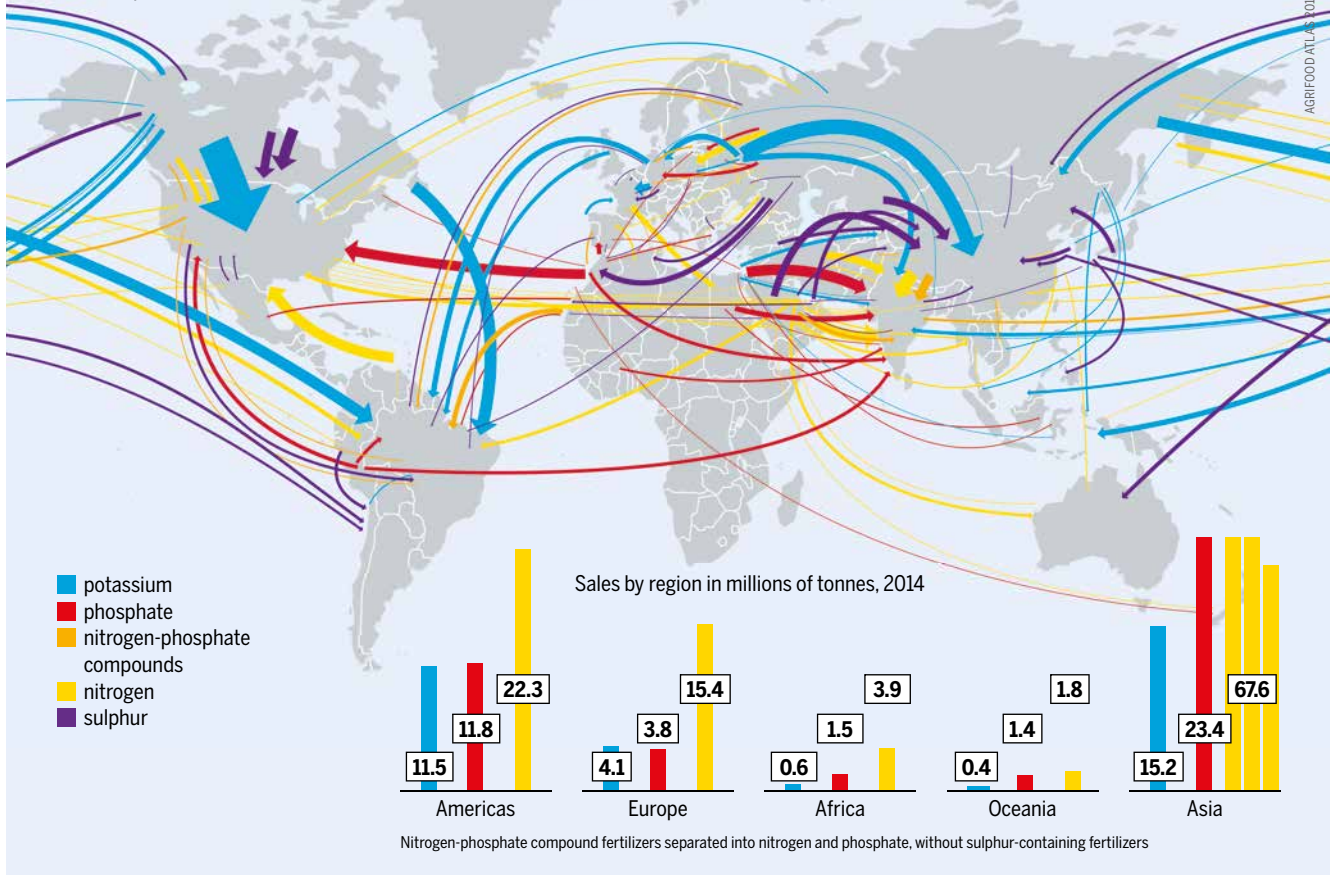 AGRIFOOD ATLAS
potassium
phosphate
nitrogen-phosphate
compounds
nitrogen
sulphur
Sales by region in millions of tonnes, 2014
11.5
11.8
22.3
Americas
4.1
3.8
15.4
Europe
0.6
1.5
3.9
Africa
0.4
1.4
1.8
Oceania
15.2
23.4
67.6
Asia
Nitrogen-phosphate compound fertilizers separated into nitrogen and phosphate, without sulphur-containing fertilizers